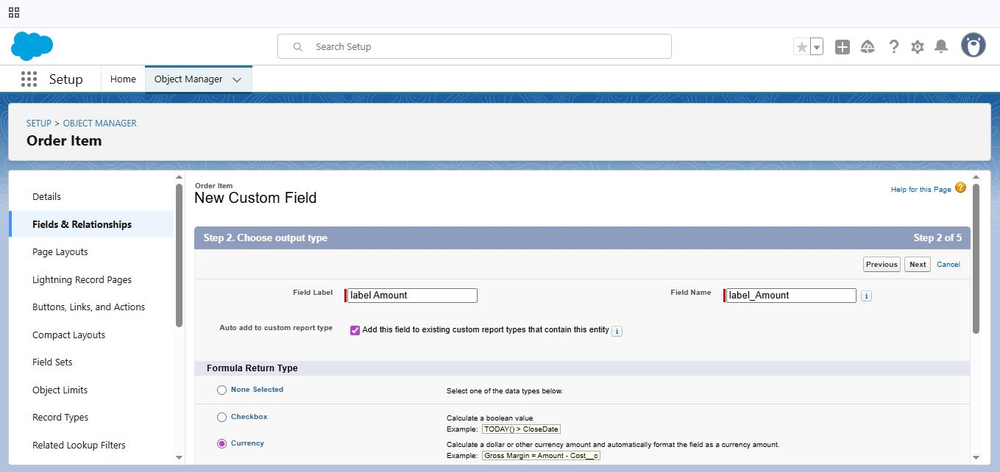 Search Setup
Setup
Home
Object Manager
SETUP > OBJECT MANAGER
Order Item
Details
Fields & Relationships
Page Layouts
Lightning Record Pages
Buttons, Links, and Actions
Compact Layouts
Field Sets
Object Limits
Record Types
Related Lookup Filters
Order Item
New Custom Field
Help for this Page ?
Step 2. Choose output type
Step 2 of 5
Previous Next Cancel
Field Label label Amount
Field Name label_Amount i
Auto add to custom report type Add this field to existing custom report types that contain this entity i
Formula Return Type
None Selected Select one of the data types below.
Checkbox Calculate a boolean value
Example: TODAY() > CloseDate
Currency Calculate a dollar or other currency amount and automatically format the field as a currency amount.
Example: Gross Margin = Amount - Cost__c